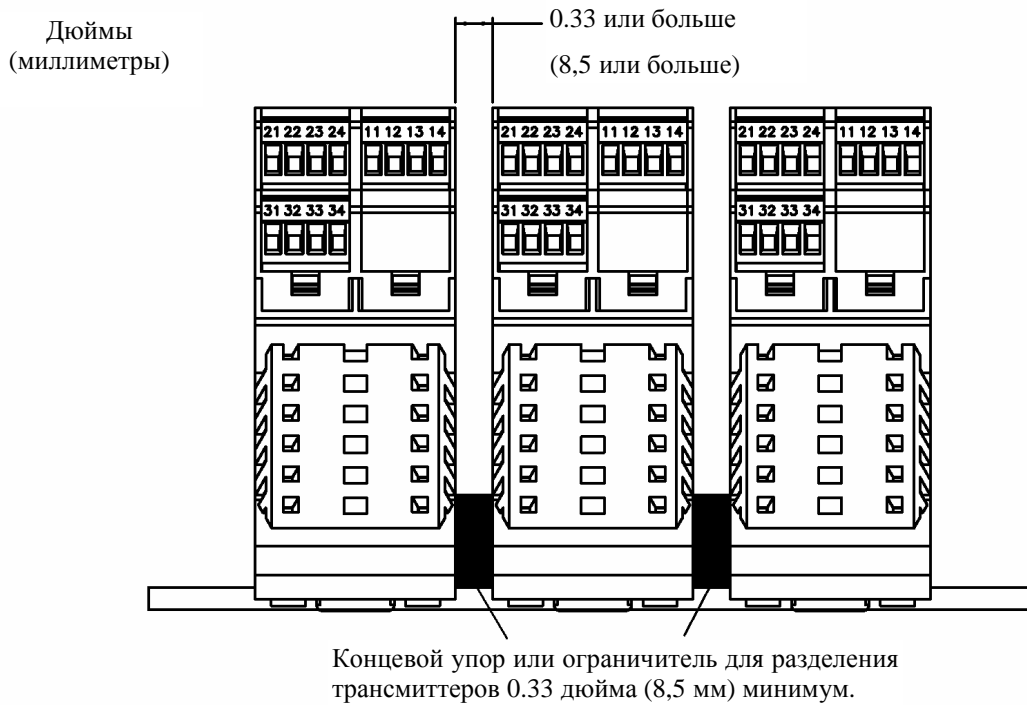 Дюймы
(миллиметры)
0.33 или больше
(8,5 или больше)
21 22 23 24 11 12 13 14 21 22 23 24 11 12 13 14 21 22 23 24 11 12 13 14
31 32 33 34 31 32 33 34 31 32 33 34
Концевой упор или ограничитель для разделения
трансмиттеров 0.33 дюйма (8,5 мм) минимум.